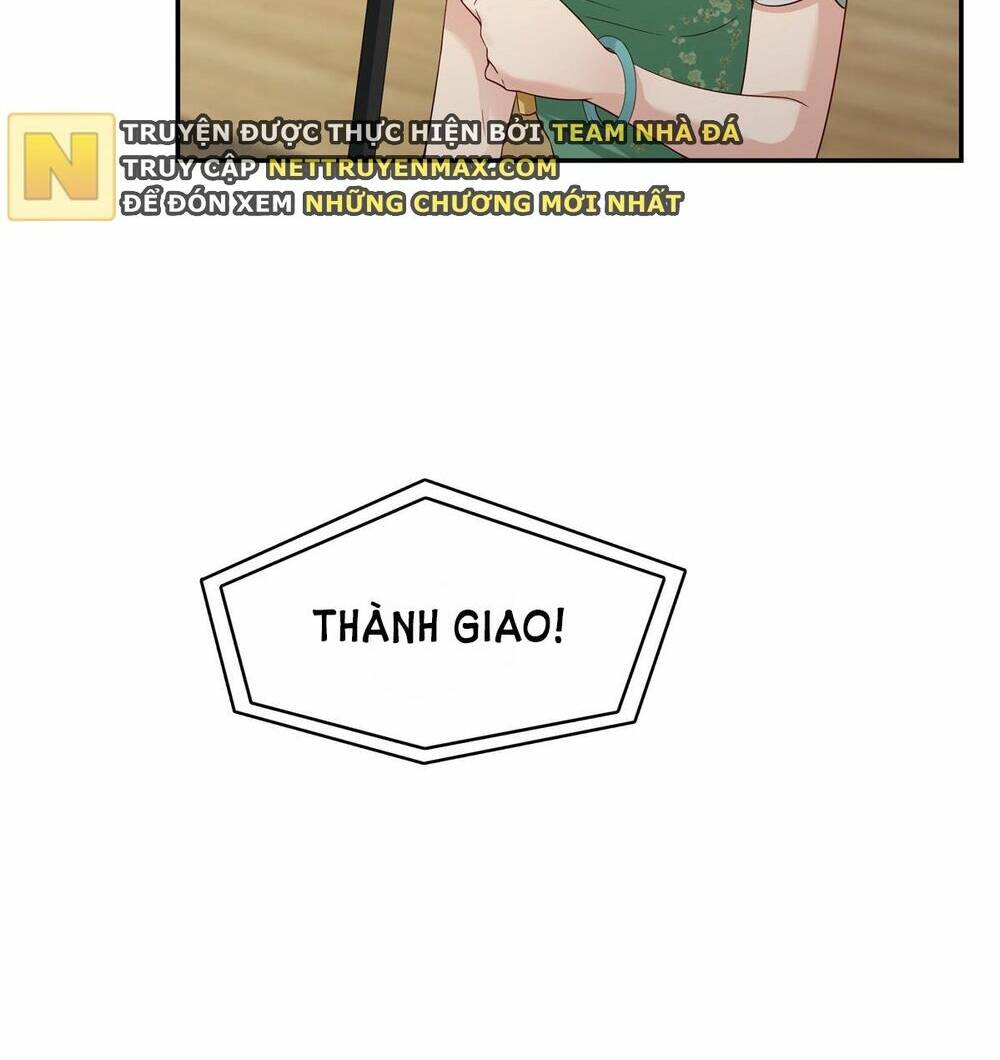 N
TRUYỆN ĐƯỢC THỰC HIỆN BỞI TEAM NHÀ ĐÁ
TRUY CẬP NETTRUYENMAX.COM
ĐỂ ĐÓN XEM NHỮNG CHƯƠNG MỚI NHẤT
THÀNH GIAO!